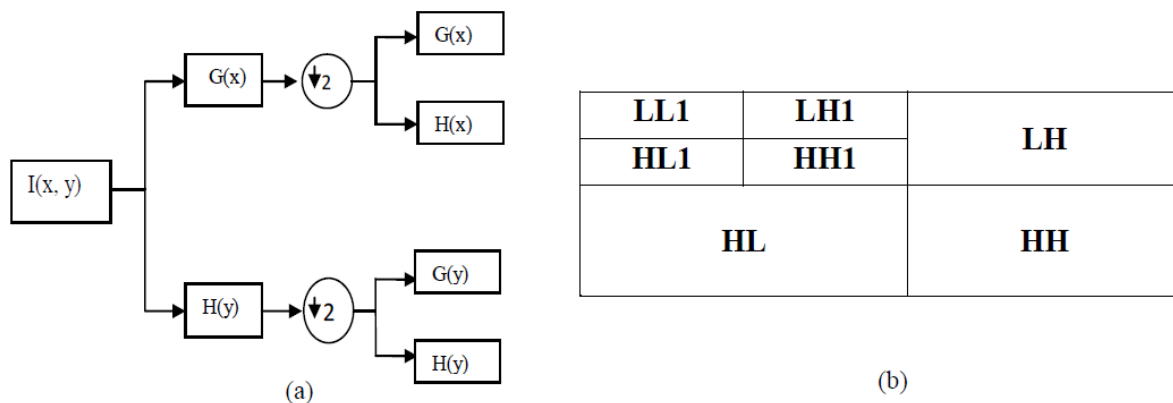 G(x)
G(x)
↓2
H(x)
I(x, y)
G(y)
H(y)
↓2
H(y)
(a)
LL1 LH1 LH
HL1 HH1
HL HH
(b)